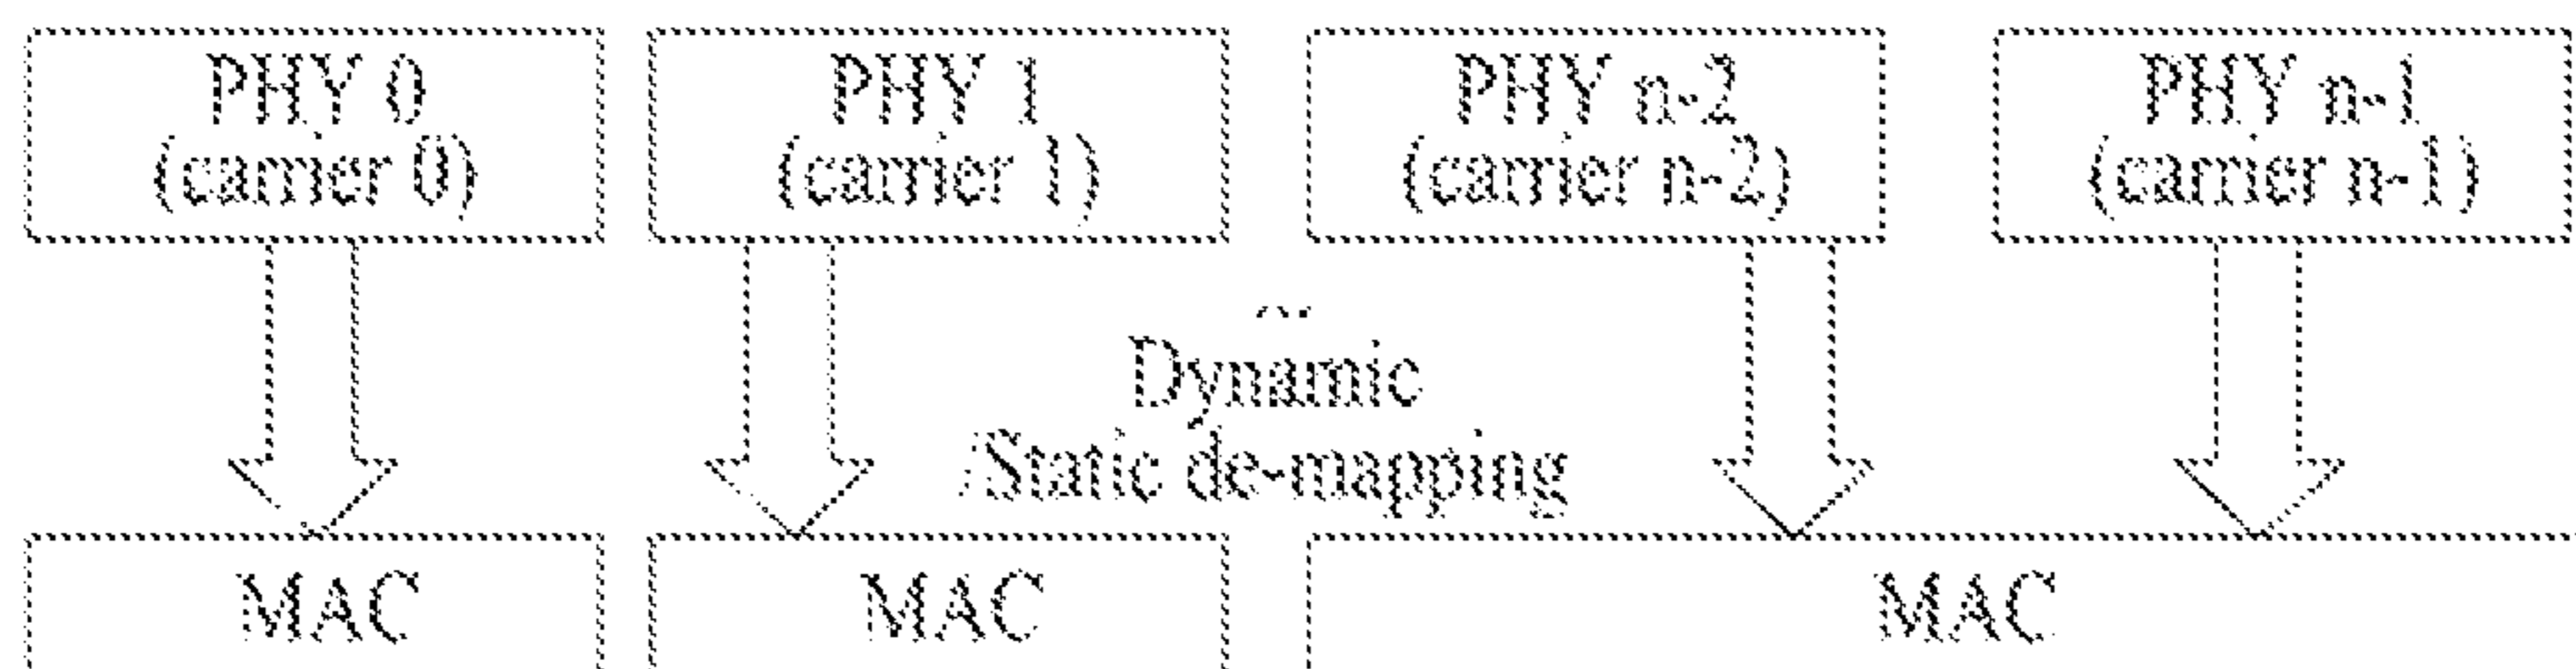 PHY 0
(carrier 0)
PHY 1
(carrier 1)
PHY n-2
(carrier n-2)
PHY n-1
(carrier n-1)
...
Dynamic
/Static de-mapping
MAC
MAC
MAC